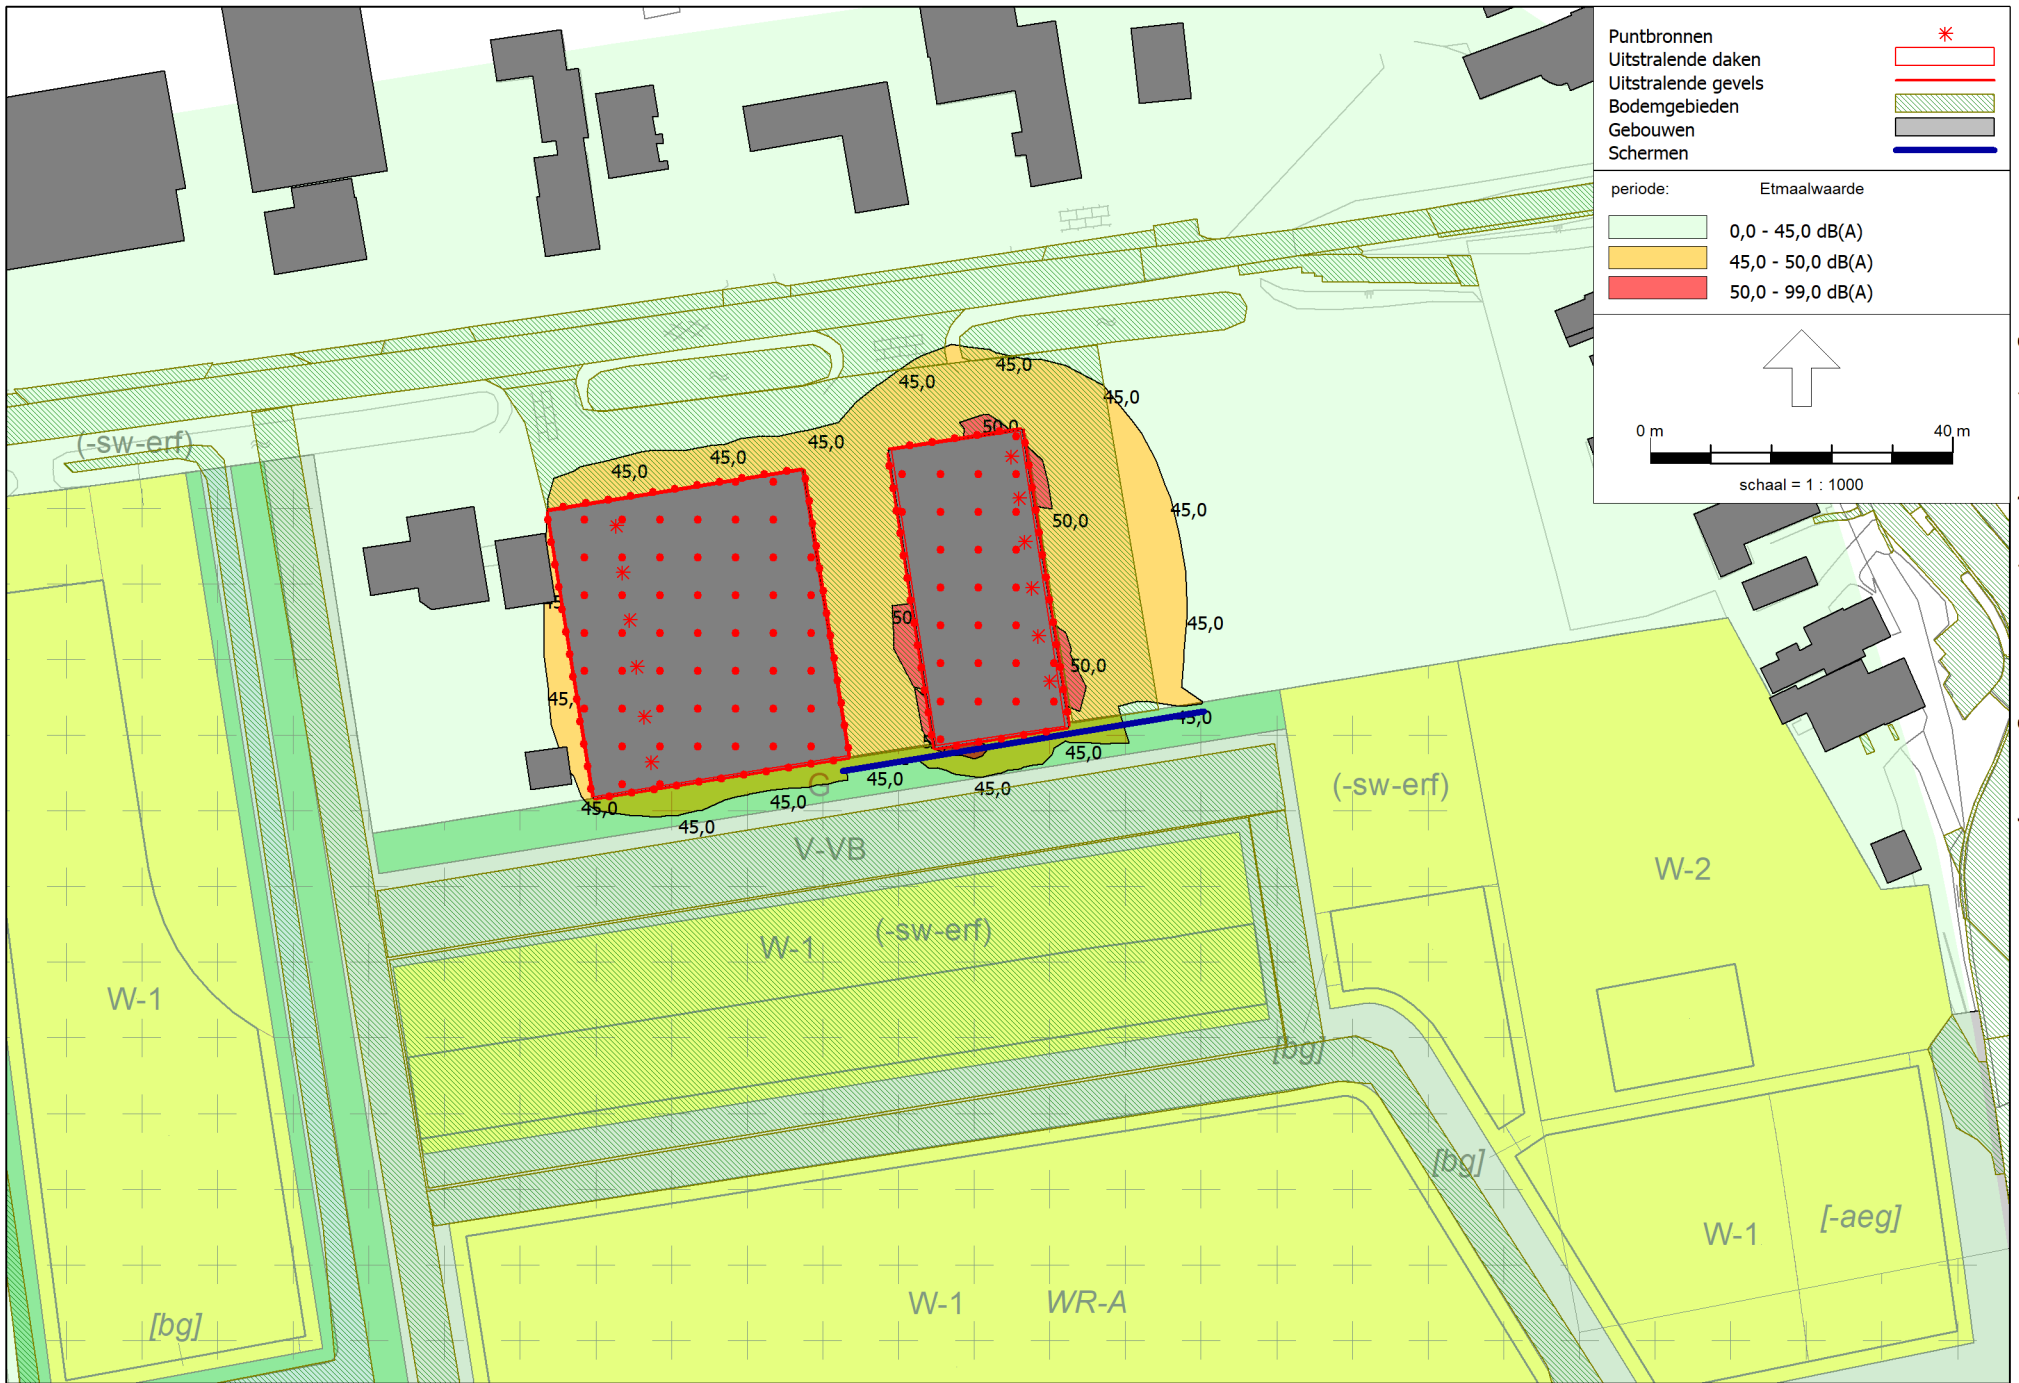 Puntbronnen
Uitstralende daken
Uitstralende gevels
Bodemgebieden
Gebouwen
Schermen
periode: Etmaalwaarde
0,0 - 45,0 dB(A)
45,0 - 50,0 dB(A)
50,0 - 99,0 dB(A)
0 m 40 m
schaal = 1 : 1000
45,0
45,0
45,0
50,0
(-sw-erf)
45,0
45,0
45,0
45,0
50,0
50
45,0
50,0
45,0
45,0
45,0
45,0
G
45,0
45,0
45,0
45,0
(-sw-erf)
V-VB
W-2
(-sw-erf)
W-1
W-1
[bg]
[bg]
[-aeg]
W-1
W-1
WR-A
[bg]